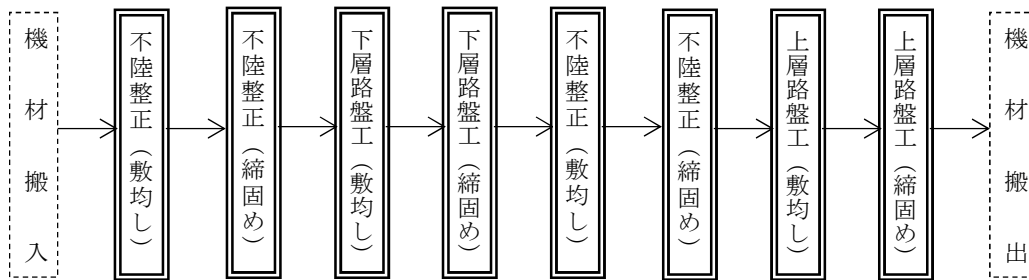 機材搬入
不陸整正（敷均し）
不陸整正（締固め）
下層路盤工（敷均し）
下層路盤工（締固め）
不陸整正（敷均し）
不陸整正（締固め）
上層路盤工（敷均し）
上層路盤工（締固め）
機材搬出